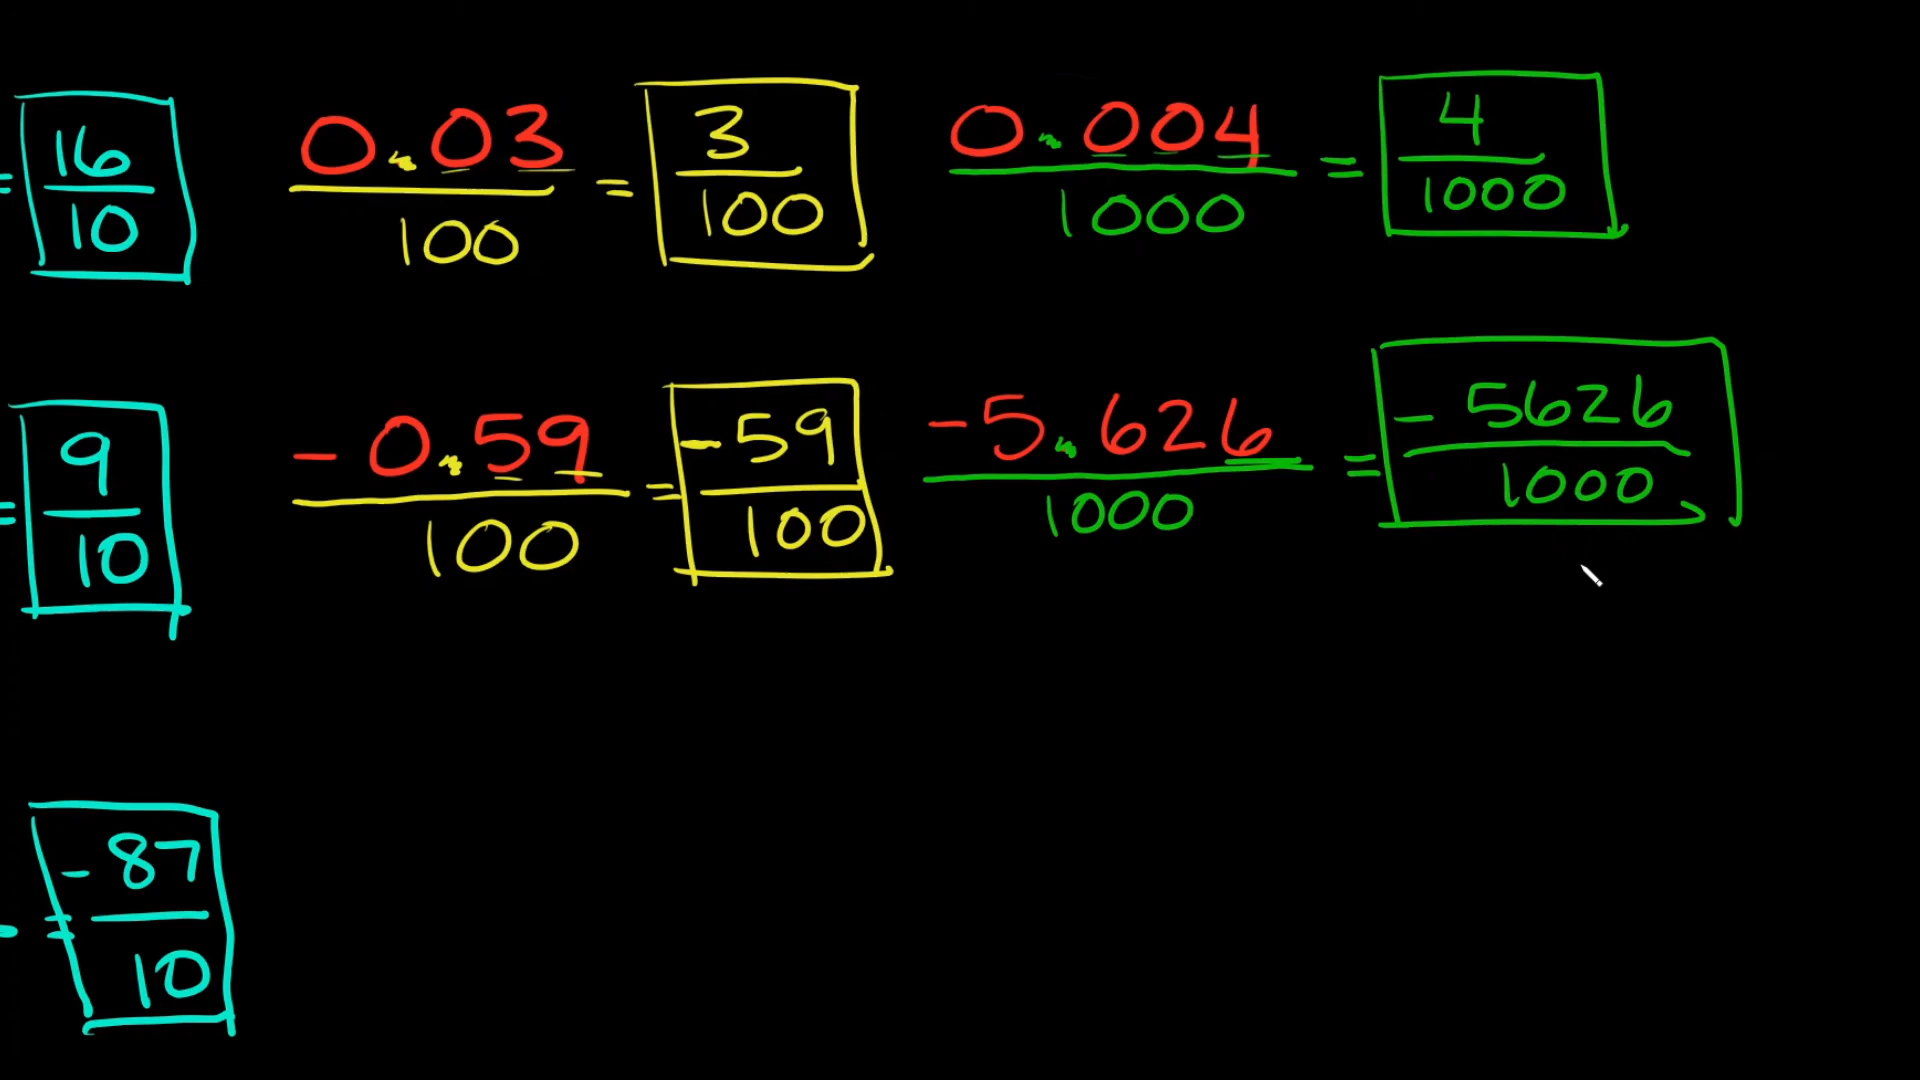 = 16/10
0.03/100 = 3/100
0.004/1000 = 4/1000
= 9/10
-0.59/100 = -59/100
-5.626/1000 = -5626/1000
= -87/10